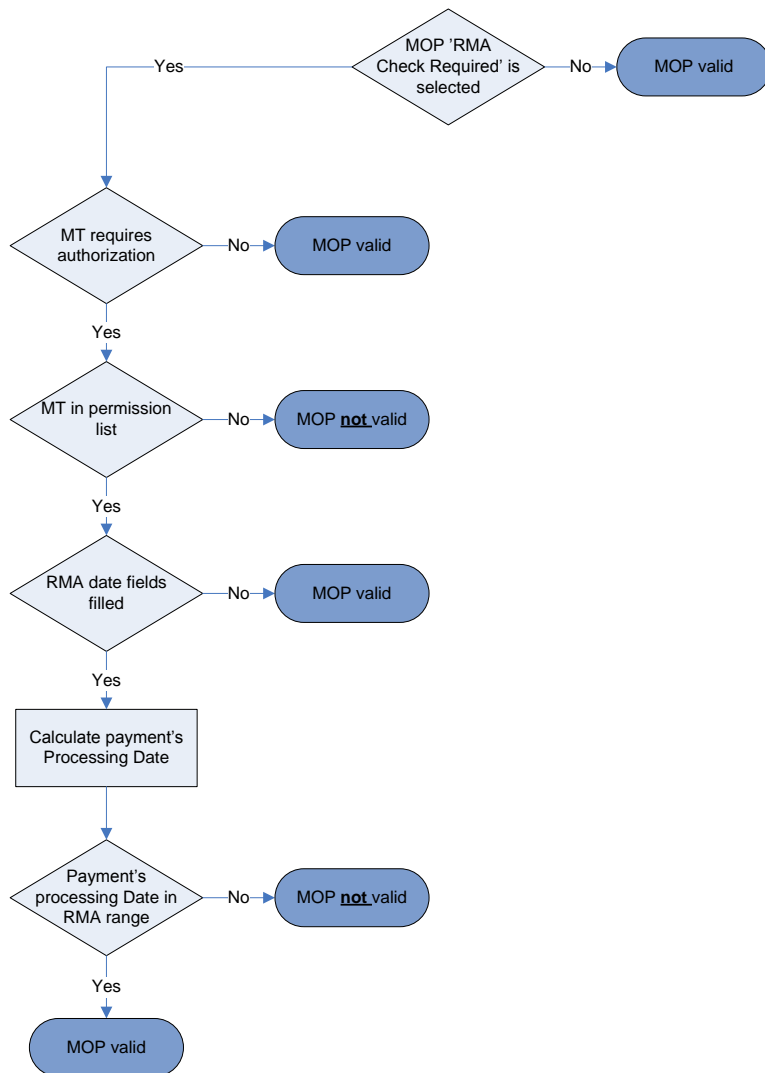 MOP 'RMA
Check Required' is
selected
Yes
No
MOP valid
MT requires
authorization
No
MOP valid
Yes
MT in permission
list
No
MOP not valid
Yes
RMA date fields
filled
No
MOP valid
Yes
Calculate payment's
Processing Date
Payment's
processing Date in
RMA range
No
MOP not valid
Yes
MOP valid